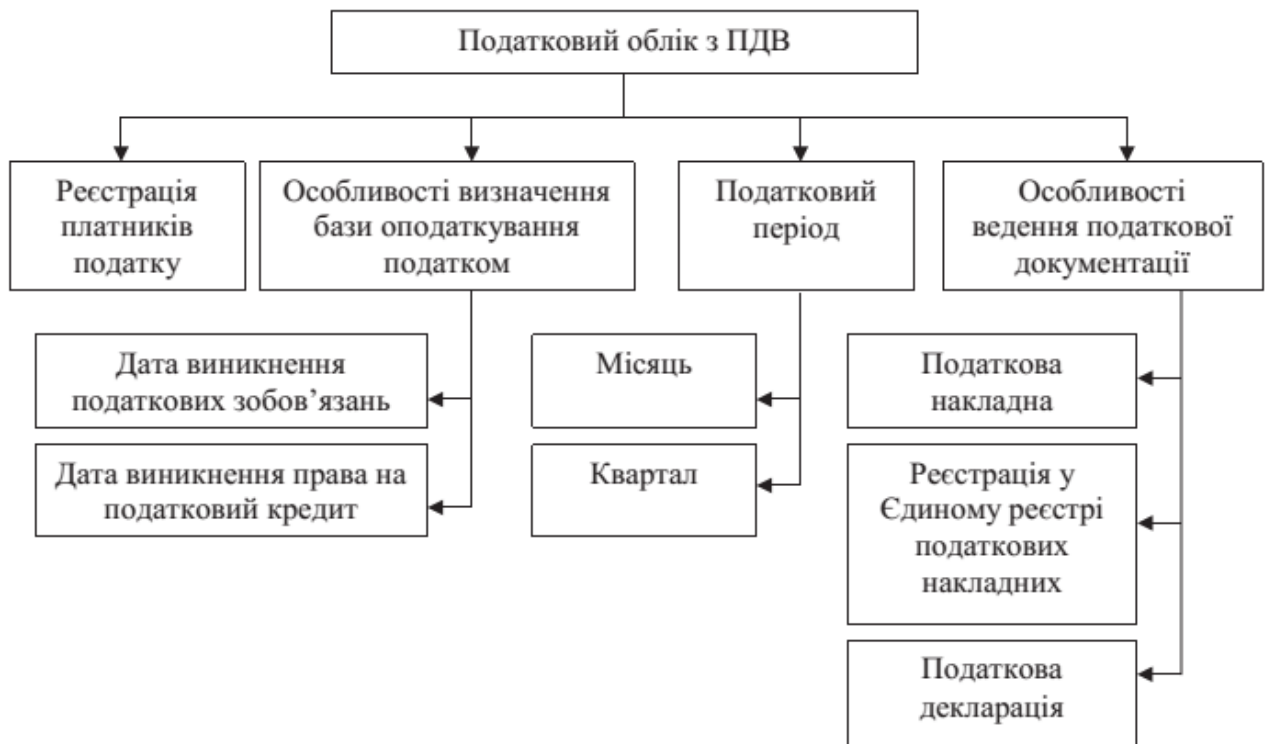 Податковий облік з ПДВ
Реєстрація
платників
податку
Особливості визначення
бази оподаткування
податком
Податковий
період
Особливості
ведення податкової
документації
Дата виникнення
податкових зобов’язань
Дата виникнення права на
податковий кредит
Місяць
Квартал
Податкова
накладна
Реєстрація у
Єдиному реєстрі
податкових
накладних
Податкова
декларація